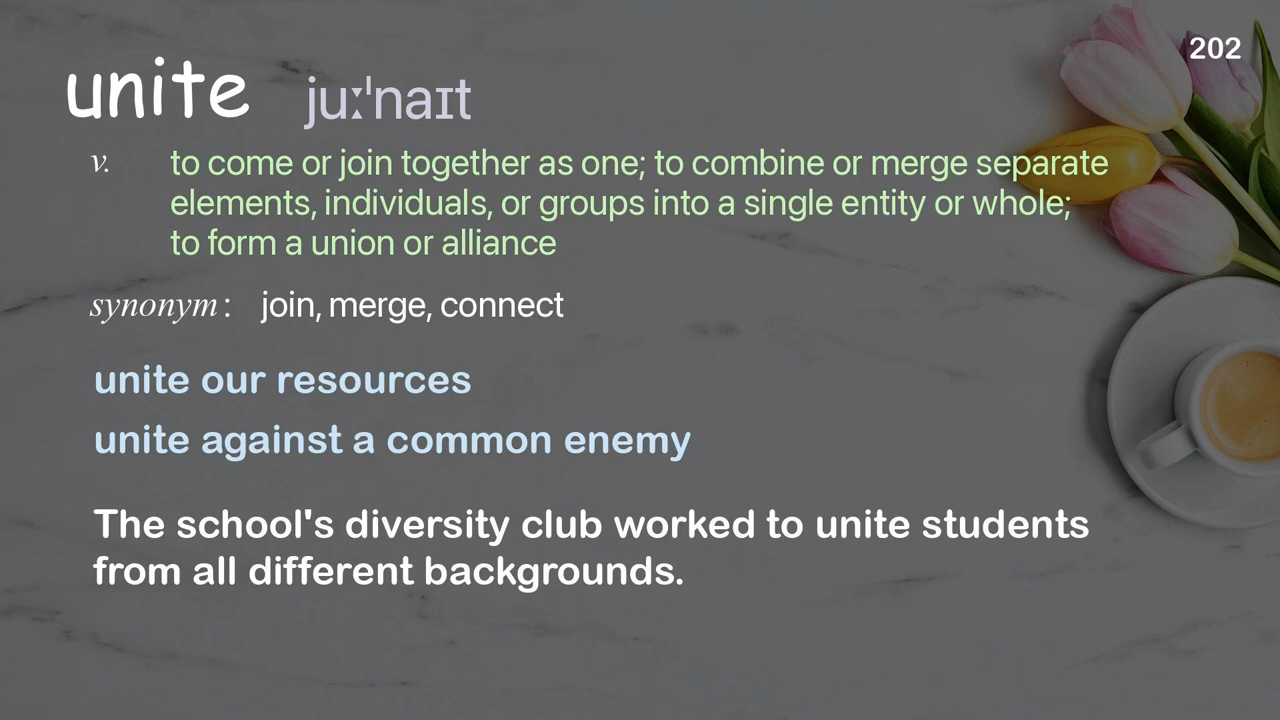 202
unite juːˈnaɪt
v. to come or join together as one; to combine or merge separate
elements, individuals, or groups into a single entity or whole;
to form a union or alliance
synonym: join, merge, connect
unite our resources
unite against a common enemy
The school's diversity club worked to unite students
from all different backgrounds.